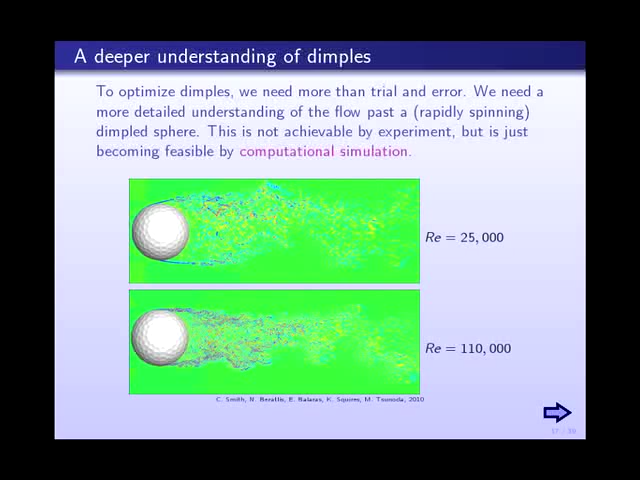 A deeper understanding of dimples
To optimize dimples, we need more than trial and error. We need a
more detailed understanding of the flow past a (rapidly spinning)
dimpled sphere. This is not achievable by experiment, but is just
becoming feasible by computational simulation.
Re = 25,000
Re = 110,000
C. Smith, N. Beratlis, E. Balaras, K. Squires, M. Tsunoda, 2010
17 / 39